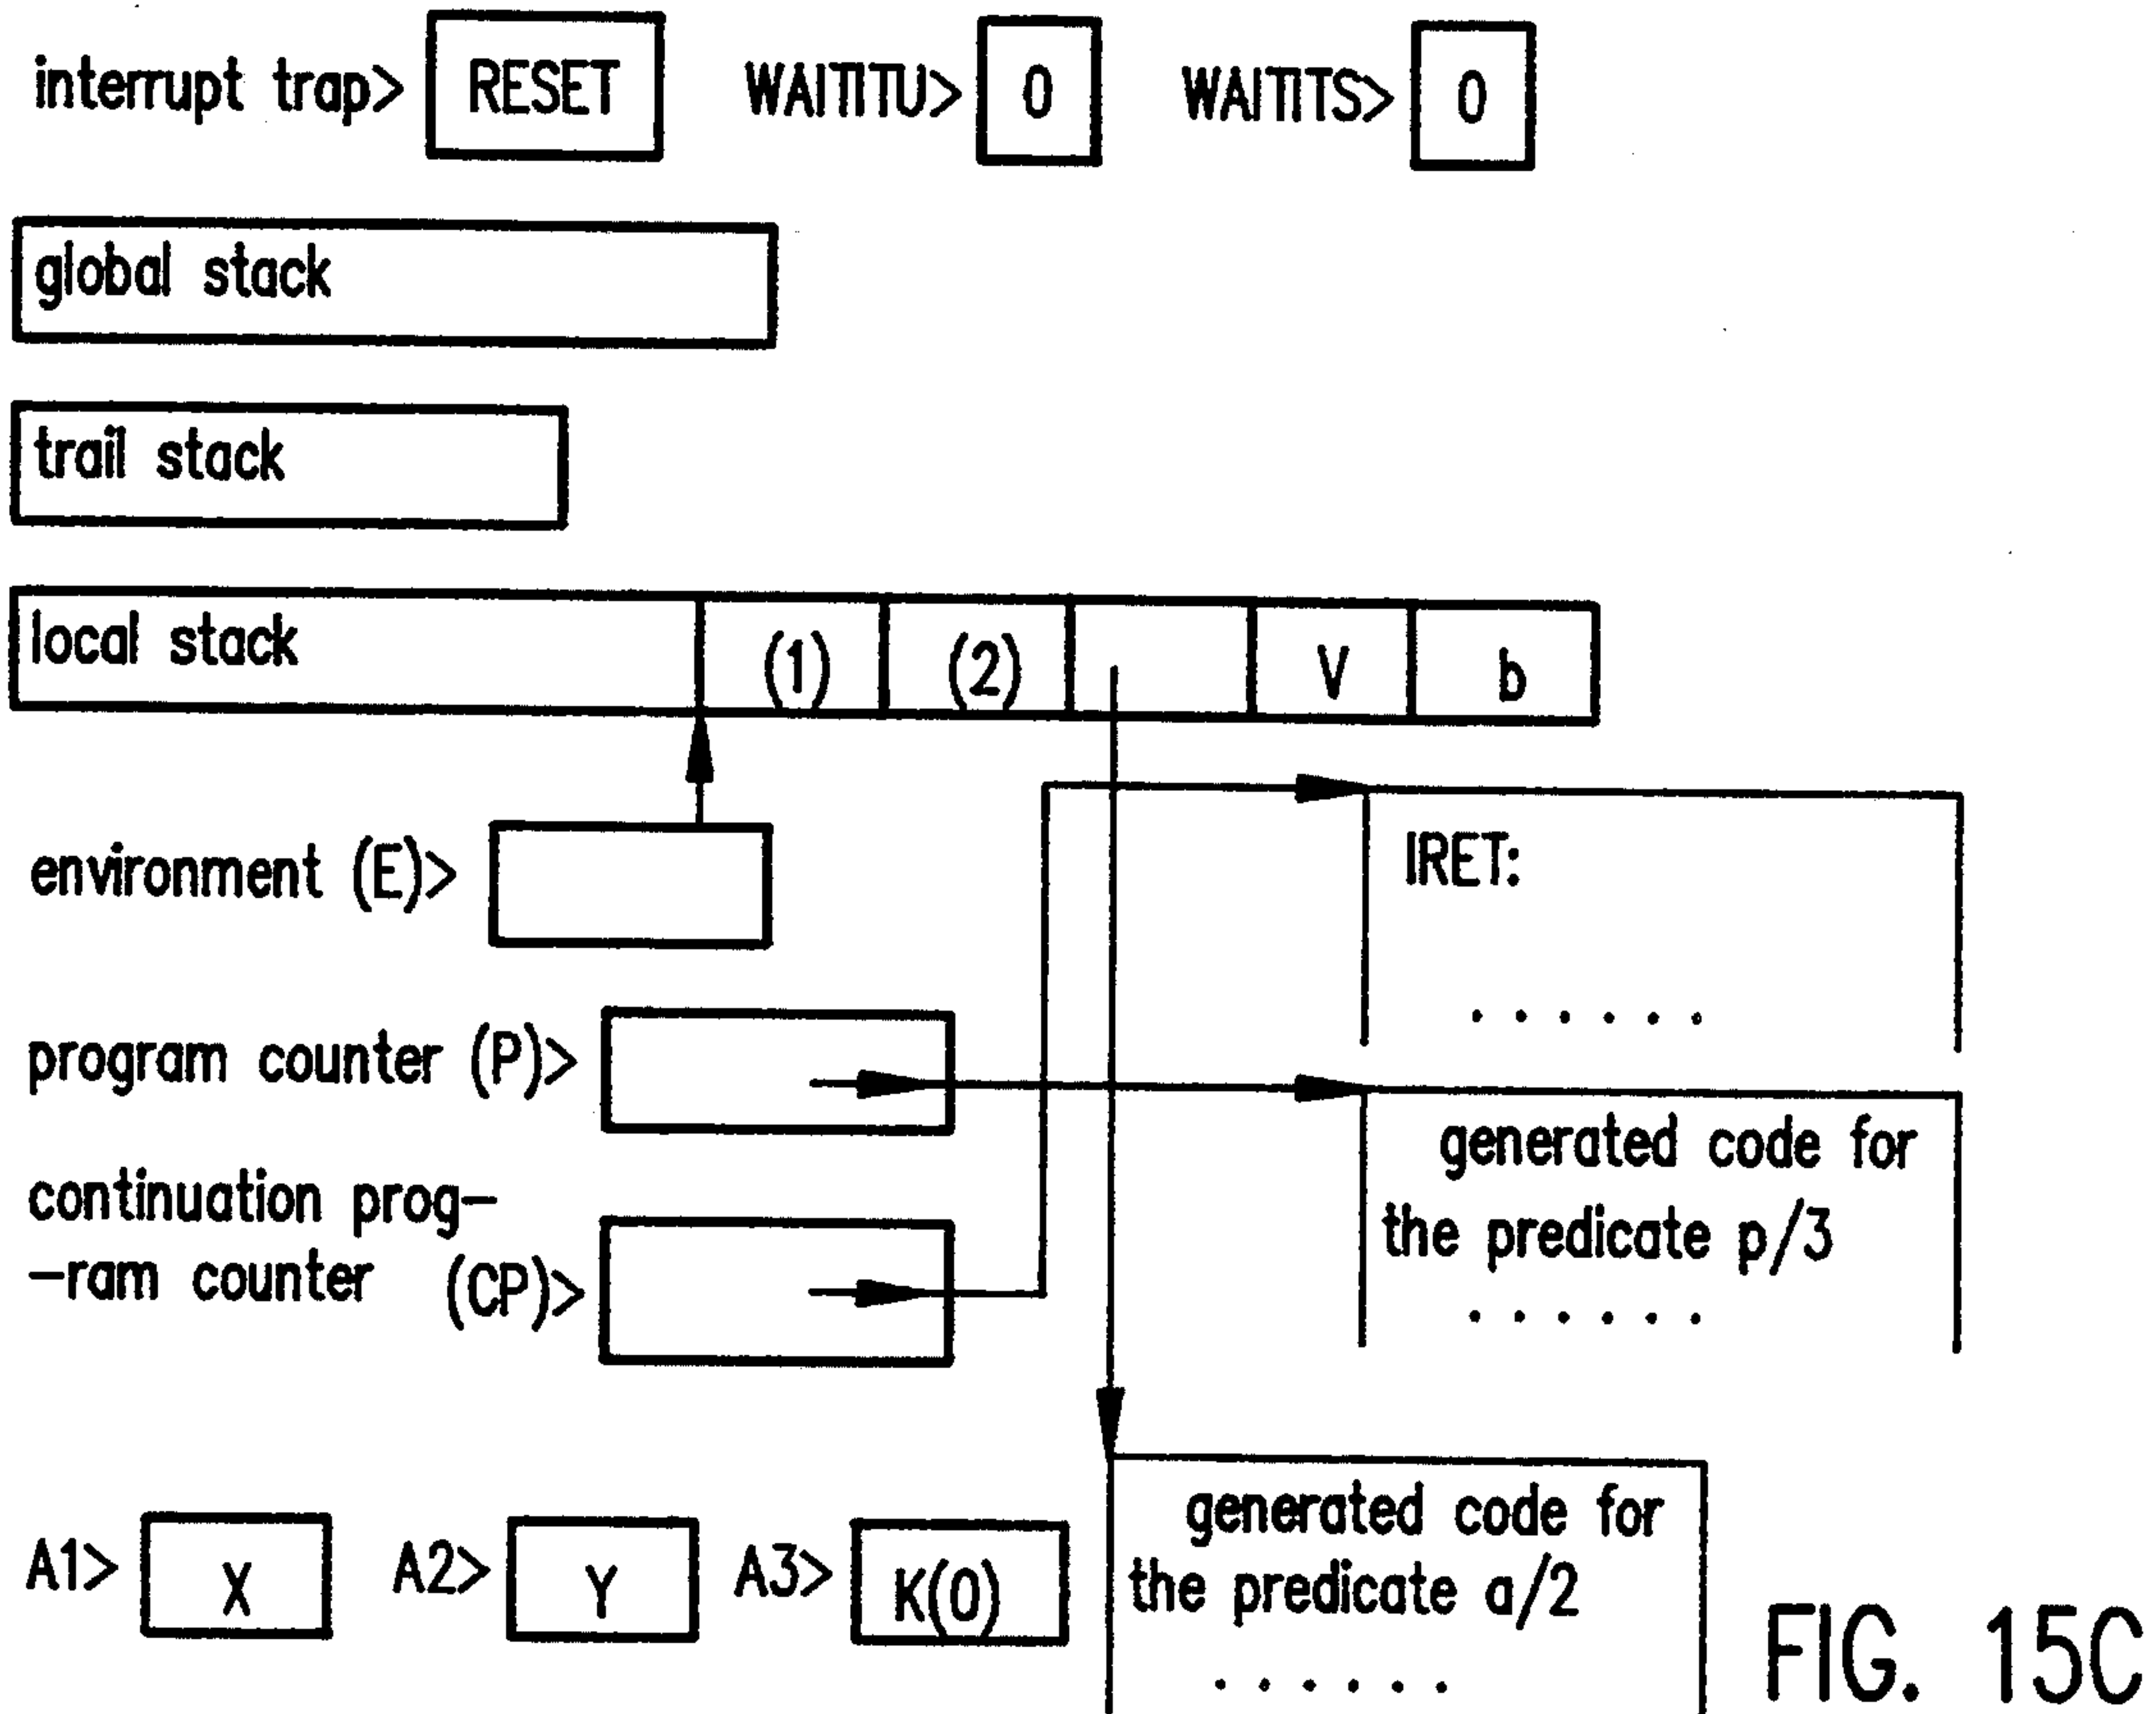 interrupt trap> RESET WAITITU> 0 WAITITS> 0
global stack
trail stack
local stack (1) (2) V b
environment (E)>
IRET:
. . . . . .
program counter (P)>
generated code for
the predicate p/3
. . . . . .
continuation prog-
-ram counter (CP)>
A1> X A2> Y A3> K(0)
generated code for
the predicate a/2
. . . . . .
FIG. 15C